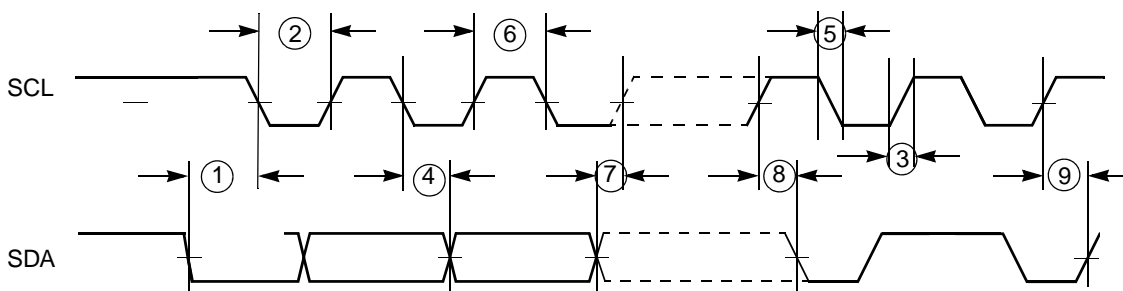 ② ⑥ ⑤
SCL
① ④ ⑦ ⑧ ③ ⑨
SDA